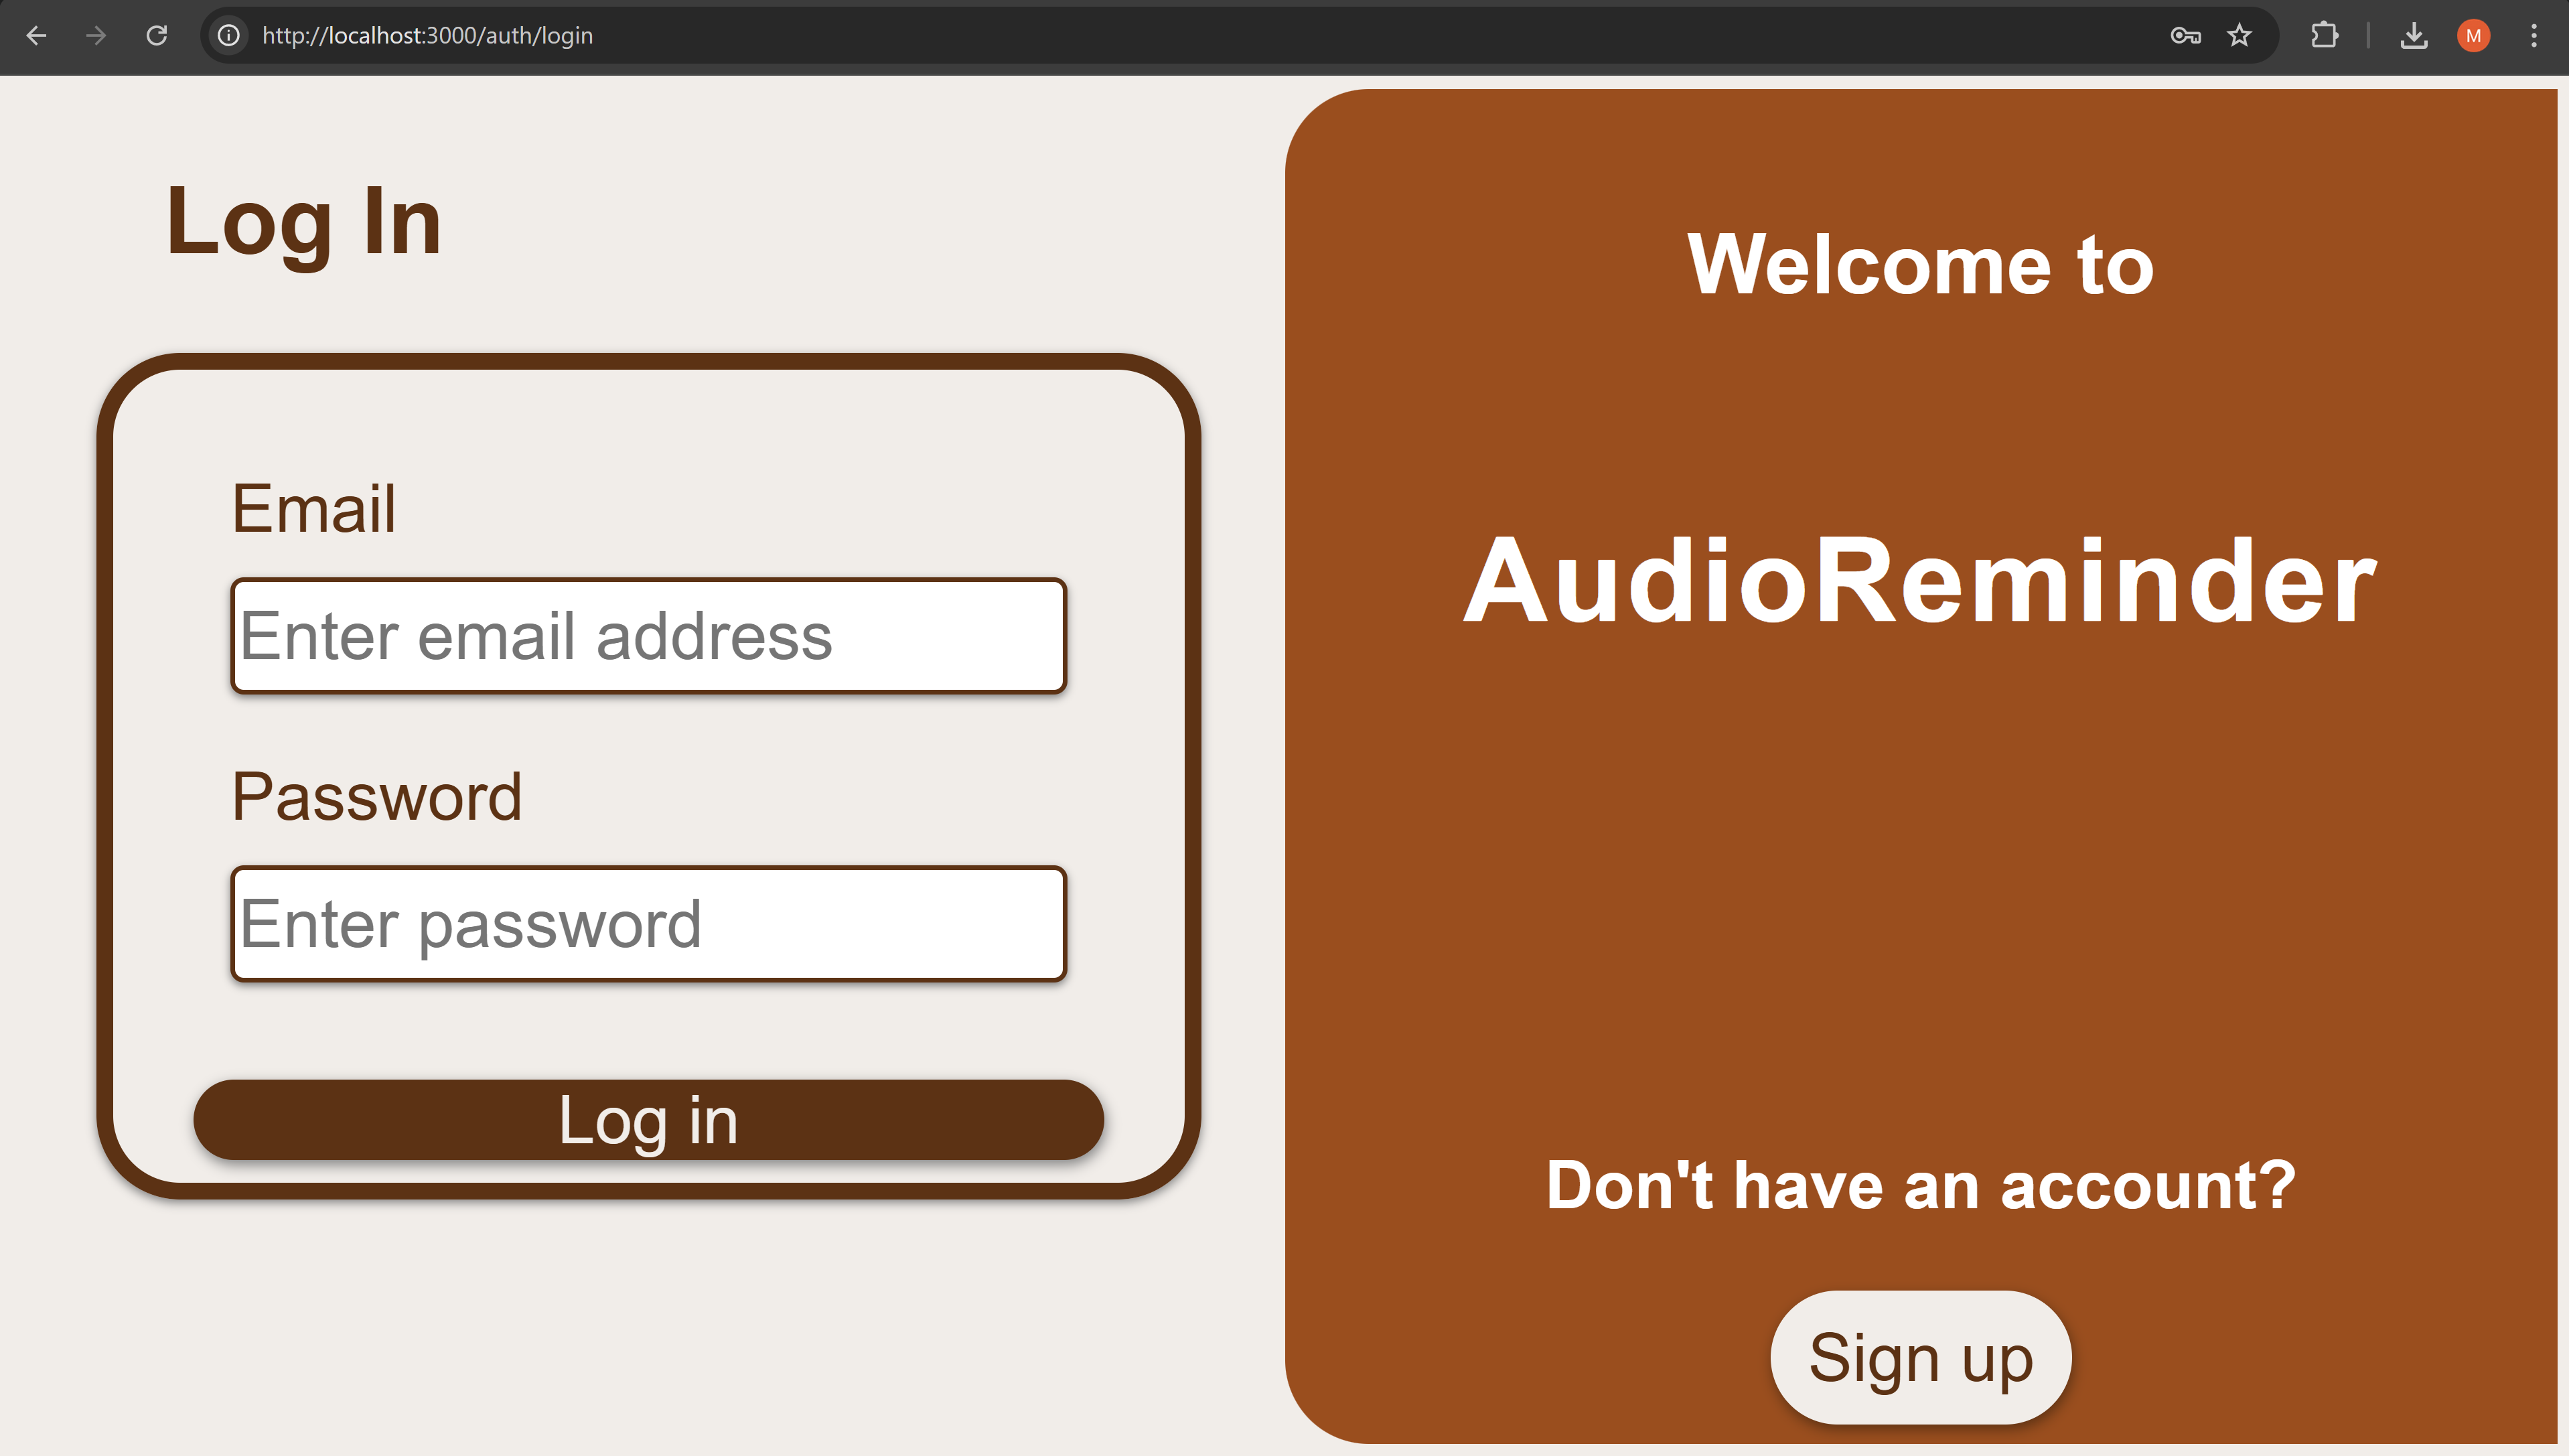 http://localhost:3000/auth/login
M
Log In
Email
Enter email address
Password
Enter password
Log in
Welcome to
AudioReminder
Don't have an account?
Sign up